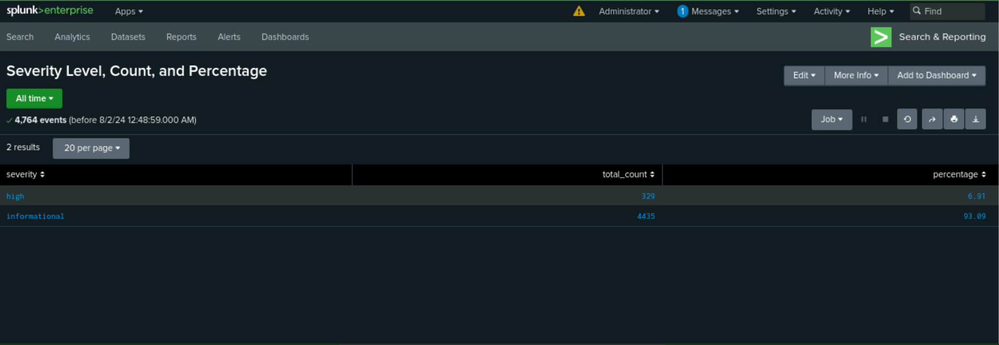 splunk>enterprise Apps Administrator 1 Messages Settings Activity Help Find
Search Analytics Datasets Reports Alerts Dashboards Search & Reporting
Severity Level, Count, and Percentage
Edit More Info Add to Dashboard
All time
4,764 events (before 8/2/24 12:48:59.000 AM)
Job
2 results 20 per page
severity total_count percentage
high 329 6.91
informational 4435 93.09